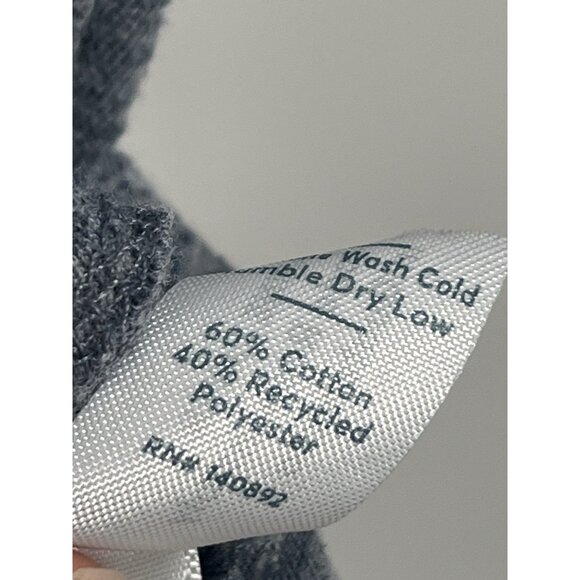 Wash Cold
Tumble Dry Low
60% Cotton
40% Recycled
Polyester
RN# 140892